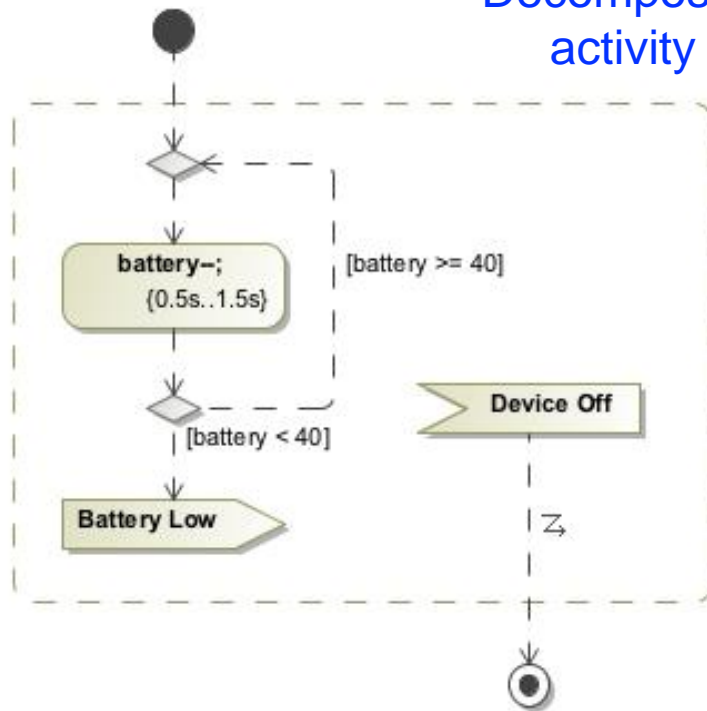 activity
battery--;
{0.5s..1.5s}
[battery >= 40]
Device Off
[battery < 40]
Battery Low